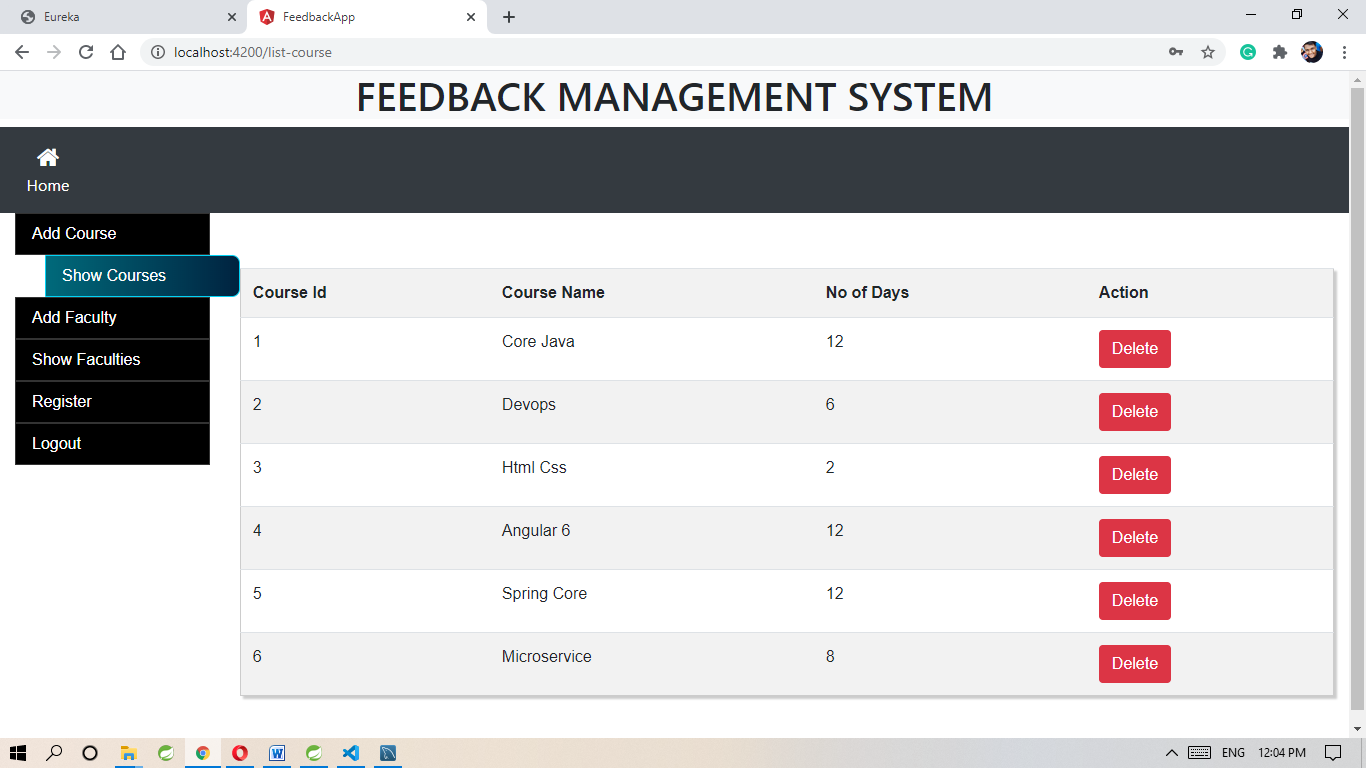 Eureka
FeedbackApp
localhost:4200/list-course
FEEDBACK MANAGEMENT SYSTEM
Home
Add Course
Show Courses
Add Faculty
Show Faculties
Register
Logout
Course Id Course Name No of Days Action
1 Core Java 12 Delete
2 Devops 6 Delete
3 Html Css 2 Delete
4 Angular 6 12 Delete
5 Spring Core 12 Delete
6 Microservice 8 Delete
ENG 12:04 PM